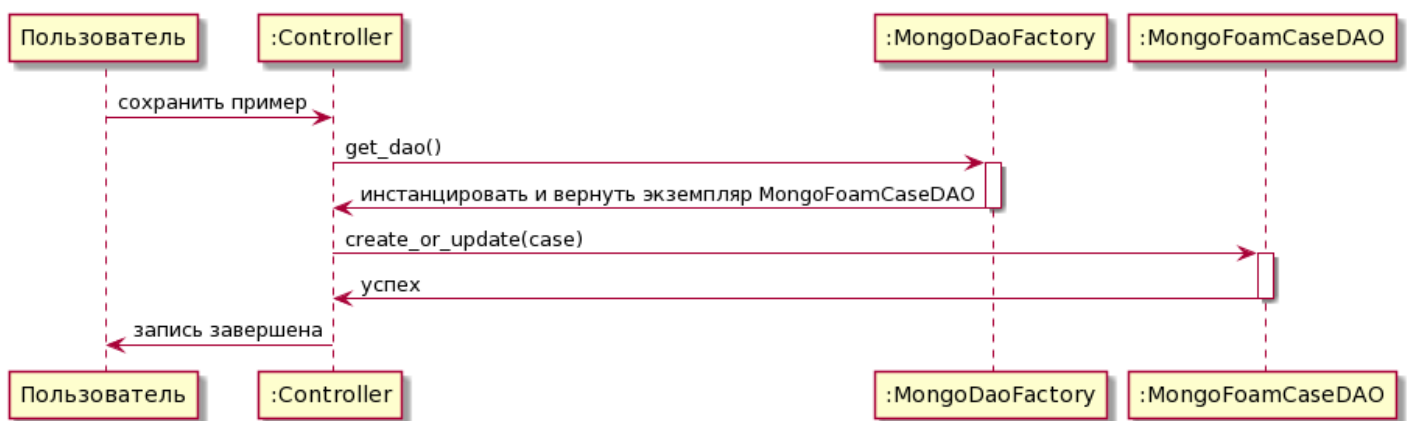 Пользователь
:Controller
:MongoDaoFactory
:MongoFoamCaseDAO
сохранить пример
get_dao()
инстанцировать и вернуть экземпляр MongoFoamCaseDAO
create_or_update(case)
успех
запись завершена
Пользователь
:Controller
:MongoDaoFactory
:MongoFoamCaseDAO